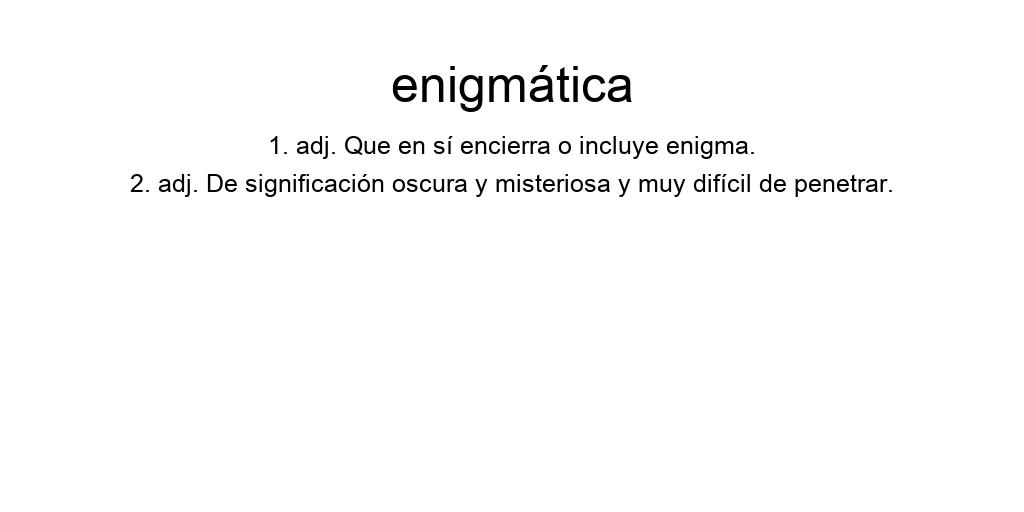 enigmática
1. adj. Que en sí encierra o incluye enigma.
2. adj. De significación oscura y misteriosa y muy difícil de penetrar.